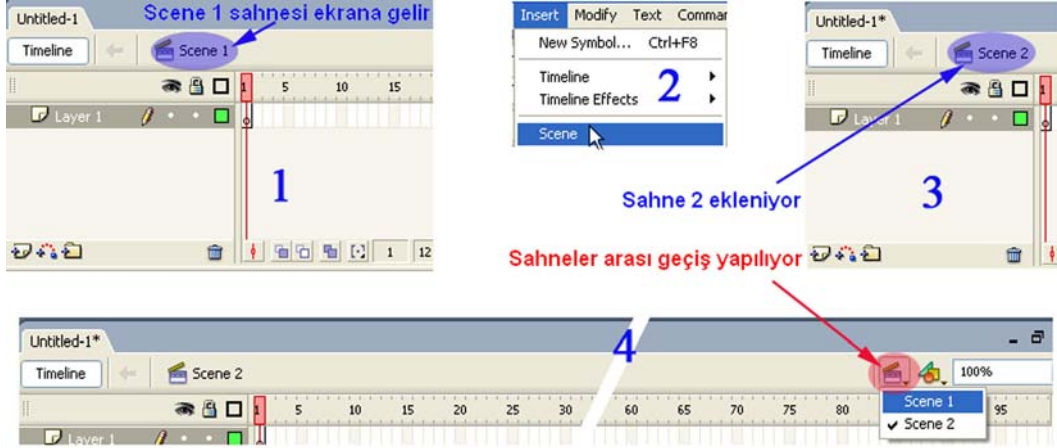 Untitled-1
Scene 1 sahnesi ekrana gelir
Timeline
Scene 1
1 5 10 15
Layer 1
1
1 12
Insert Modify Text Commar
New Symbol... Ctrl+F8
Timeline
Timeline Effects
2
Scene
Untitled-1*
Timeline
Scene 2
1
Layer 1
3
Sahne 2 ekleniyor
Sahneler arası geçiş yapılıyor
Untitled-1*
4
Timeline
Scene 2
100%
1 5 10 15 20 25 30 60 65 70 75 80 95
Scene 1
Scene 2
Layer 1